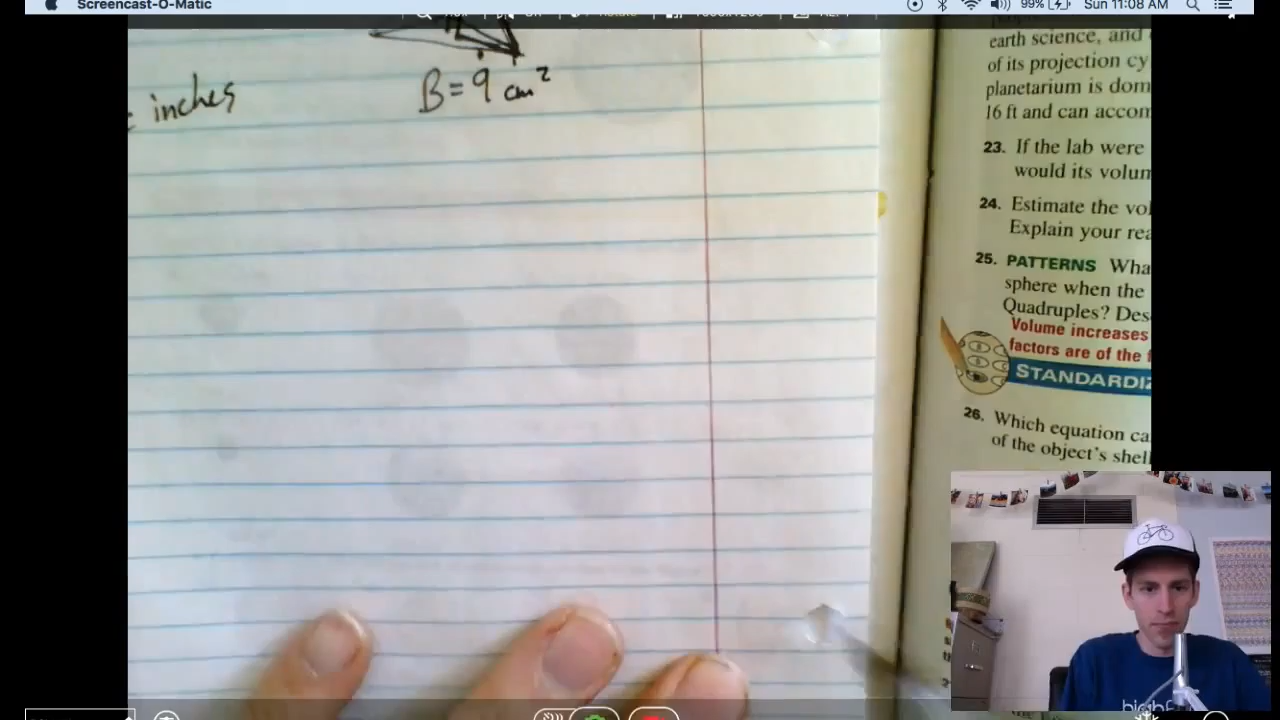 Screencast-O-Matic
99%
Sun 11:08 AM
inches
B = 9 cm²
earth science, and
of its projection cy
planetarium is dom
16 ft and can accom
23. If the lab were
would its volum
24. Estimate the vol
Explain your rea
25. PATTERNS Wha
sphere when the
Quadruples? Des
Volume increases
factors are of the f
STANDARDIZ
26. Which equation ca
of the object's shell